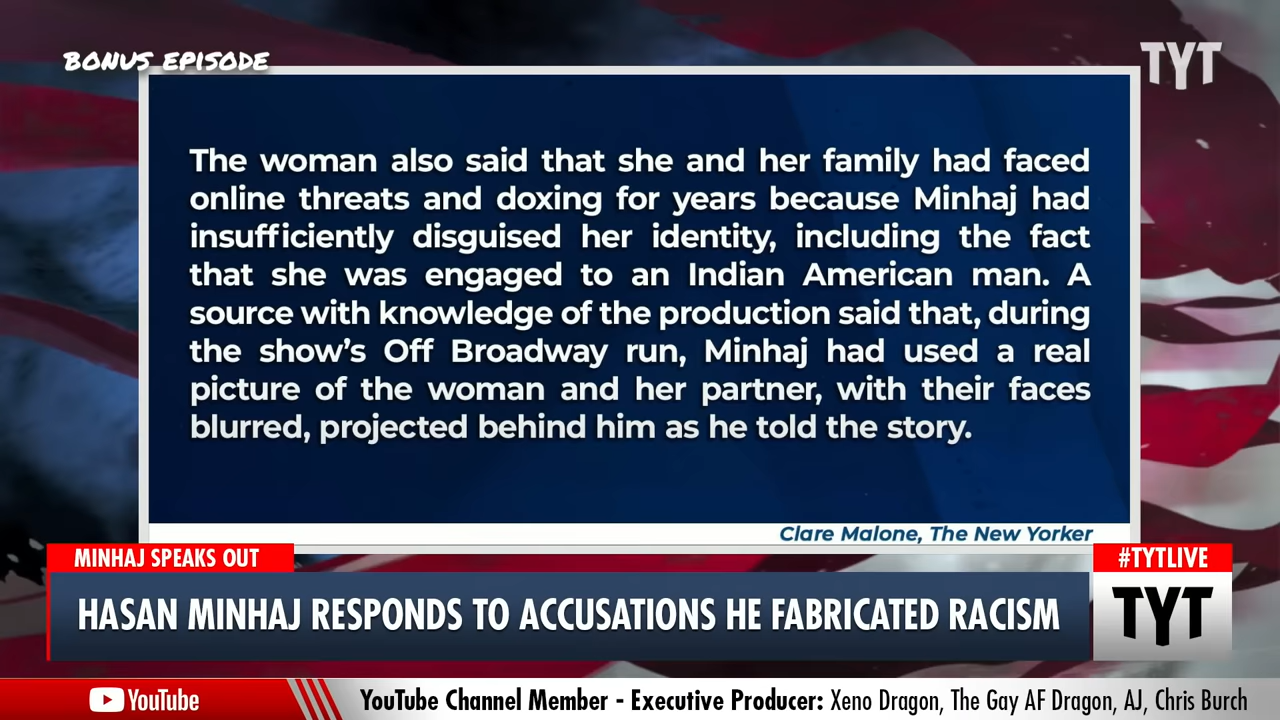 BONUS EPISODE
TYT
The woman also said that she and her family had faced
online threats and doxing for years because Minhaj had
insufficiently disguised her identity, including the fact
that she was engaged to an Indian American man. A
source with knowledge of the production said that, during
the show's Off Broadway run, Minhaj had used a real
picture of the woman and her partner, with their faces
blurred, projected behind him as he told the story.
Clare Malone, The New Yorker
MINHAJ SPEAKS OUT
#TYTLIVE
HASAN MINHAJ RESPONDS TO ACCUSATIONS HE FABRICATED RACISM
TYT
YouTube
YouTube Channel Member - Executive Producer: Xeno Dragon, The Gay AF Dragon, AJ, Chris Burch